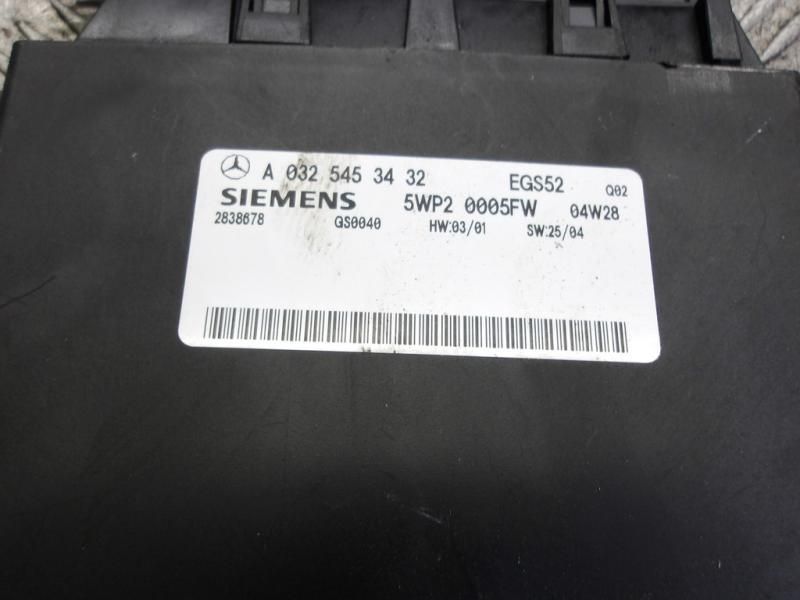 A 032 545 34 32 EGS52 Q02
SIEMENS 5WP2 0005FW 04W28
2838678 GS0040 HW:03/01 SW:25/04